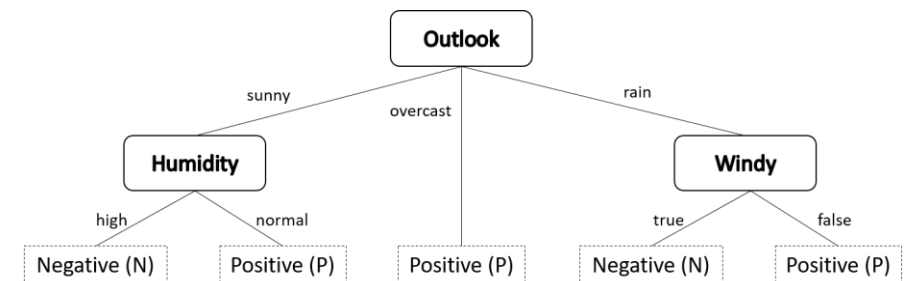 Outlook
sunny
overcast
rain
Humidity
Windy
high
normal
true
false
Negative (N)
Positive (P)
Positive (P)
Negative (N)
Positive (P)